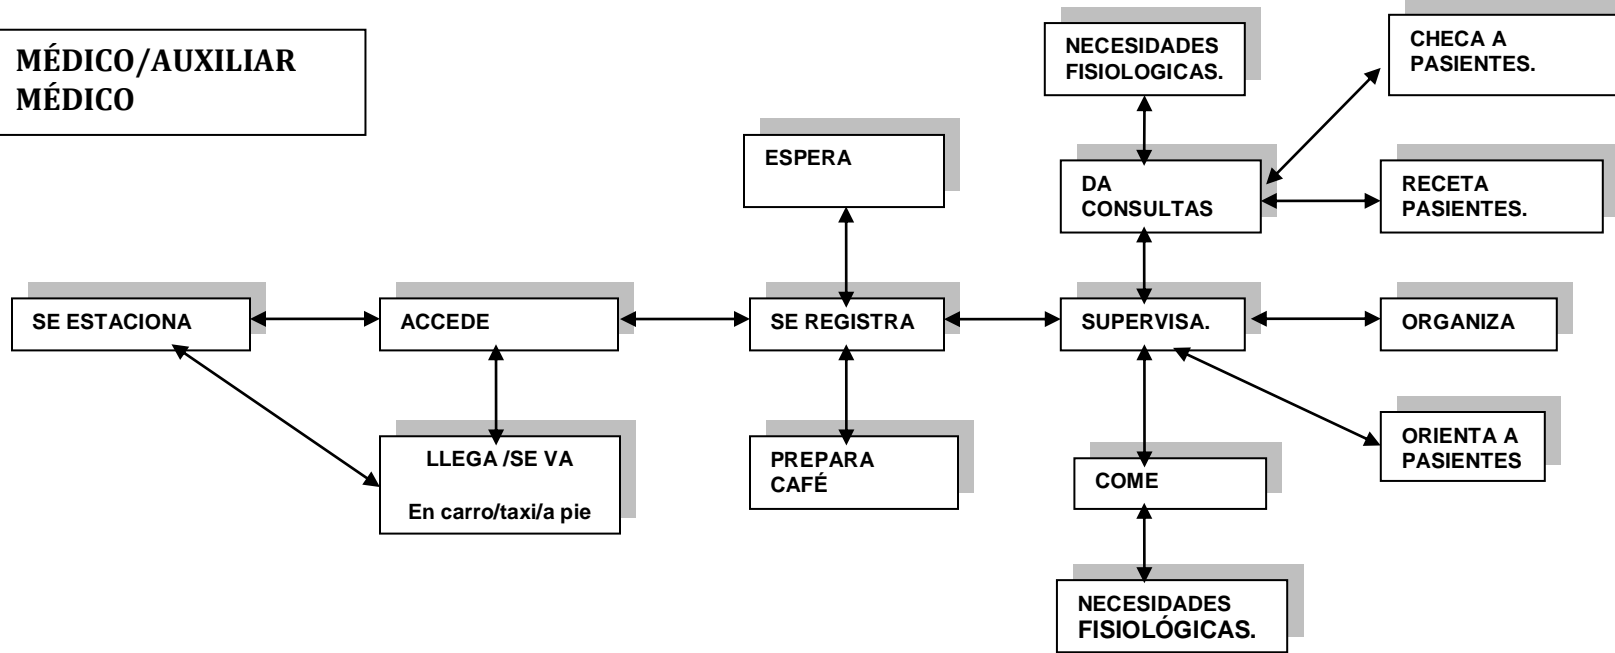 MÉDICO/AUXILIAR
MÉDICO
NECESIDADES
FISIOLOGICAS.
CHECA A
PASIENTES.
ESPERA
DA
CONSULTAS
RECETA
PASIENTES.
SE ESTACIONA
ACCEDE
SE REGISTRA
SUPERVISA.
ORGANIZA
LLEGA /SE VA
En carro/taxi/a pie
PREPARA
CAFÉ
COME
ORIENTA A
PASIENTES
NECESIDADES
FISIOLÓGICAS.